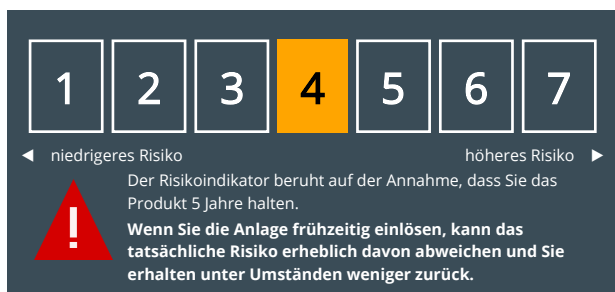 1 2 3 4 5 6 7
◄ niedrigeres Risiko höheres Risiko ►
Der Risikoindikator beruht auf der Annahme, dass Sie das
Produkt 5 Jahre halten.
Wenn Sie die Anlage frühzeitig einlösen, kann das
tatsächliche Risiko erheblich davon abweichen und Sie
erhalten unter Umständen weniger zurück.